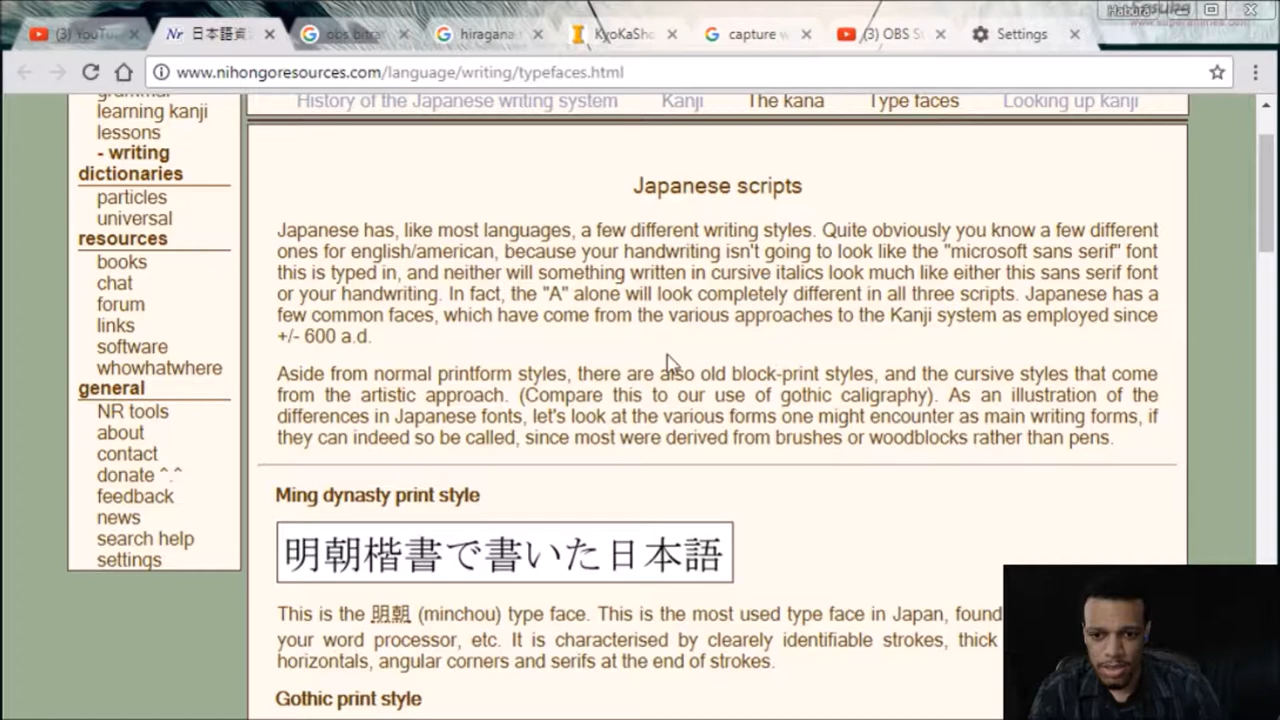 Habura
(3) YouTu
日本語資
obs bitra
hiragana
KyoKaSho
capture w
(3) OBS S
Settings
www.nihongoresources.com/language/writing/typefaces.html
grammar
learning kanji
lessons
- writing
dictionaries
particles
universal
resources
books
chat
forum
links
software
whowhatwhere
general
NR tools
about
contact
donate ^.^
feedback
news
search help
settings
History of the Japanese writing system Kanji The kana Type faces Looking up kanji
Japanese scripts
Japanese has, like most languages, a few different writing styles. Quite obviously you know a few different
ones for english/american, because your handwriting isn't going to look like the "microsoft sans serif" font
this is typed in, and neither will something written in cursive italics look much like either this sans serif font
or your handwriting. In fact, the "A" alone will look completely different in all three scripts. Japanese has a
few common faces, which have come from the various approaches to the Kanji system as employed since
+/- 600 a.d.
Aside from normal printform styles, there are also old block-print styles, and the cursive styles that come
from the artistic approach. (Compare this to our use of gothic caligraphy). As an illustration of the
differences in Japanese fonts, let's look at the various forms one might encounter as main writing forms, if
they can indeed so be called, since most were derived from brushes or woodblocks rather than pens.
Ming dynasty print style
明朝楷書で書いた日本語
This is the 明朝 (minchou) type face. This is the most used type face in Japan, found
your word processor, etc. It is characterised by clearely identifiable strokes, thick
horizontals, angular corners and serifs at the end of strokes.
Gothic print style